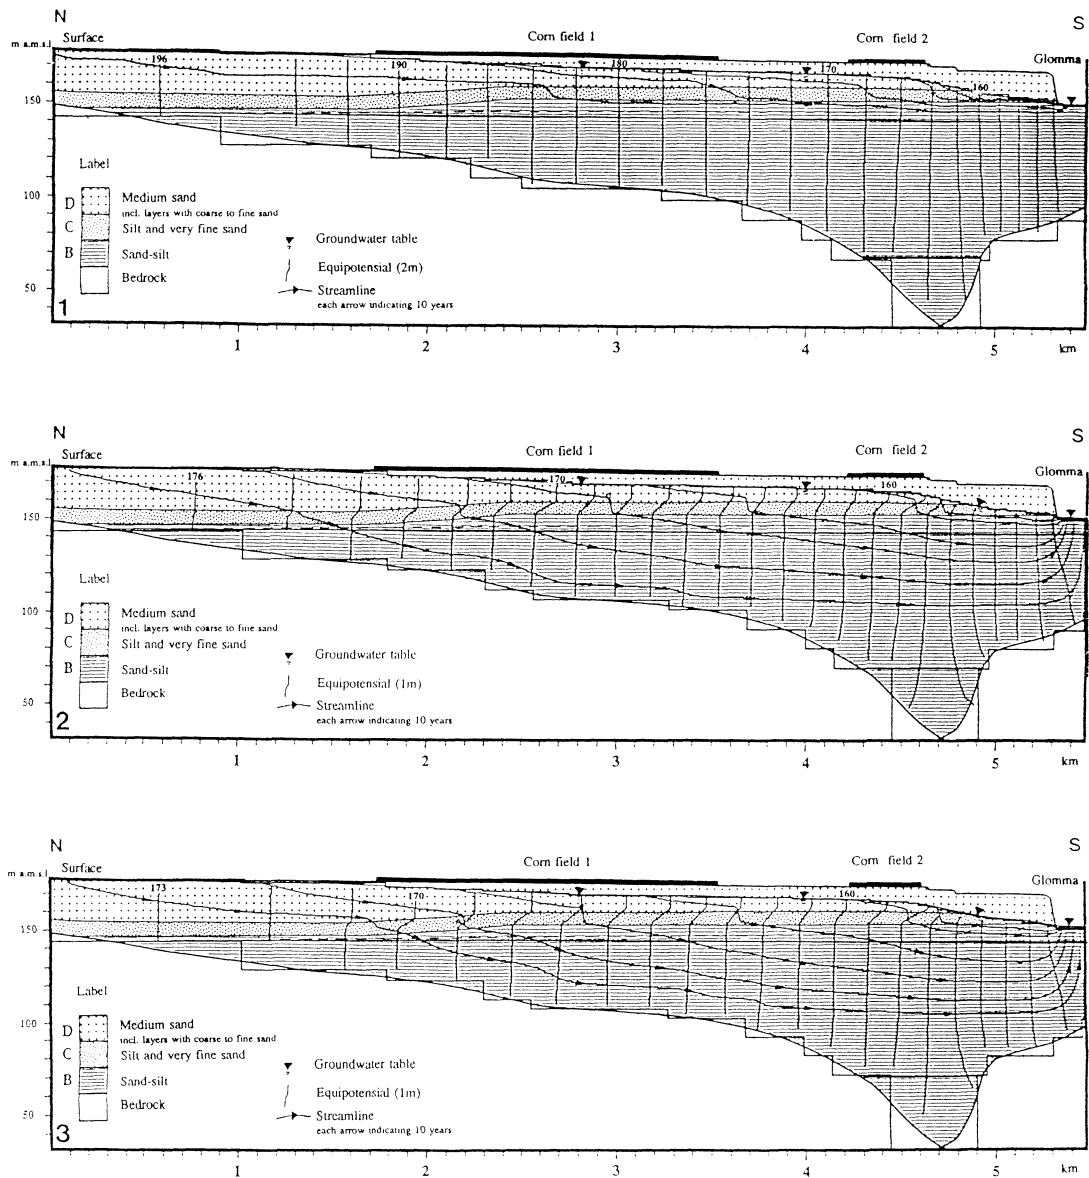 N
S
Corn field 1
Corn field 2
m a.m.s.l
Surface
Glomma
196
190
180
170
160
150
100
50
Label
D
Medium sand
incl. layers with coarse to fine sand
C
Silt and very fine sand
B
Sand-silt
Bedrock
Groundwater table
Equipotensial (2m)
Streamline
each arrow indicating 10 years
1
1 2 3 4 5 km
N
S
Corn field 1
Corn field 2
m a.m.s.l
Surface
Glomma
176
170
160
150
100
50
Label
D
Medium sand
incl. layers with coarse to fine sand
C
Silt and very fine sand
B
Sand-silt
Bedrock
Groundwater table
Equipotensial (1m)
Streamline
each arrow indicating 10 years
2
1 2 3 4 5 km
N
S
Corn field 1
Corn field 2
m a.m.s.l
Surface
Glomma
173
170
160
150
100
50
Label
D
Medium sand
incl. layers with coarse to fine sand
C
Silt and very fine sand
B
Sand-silt
Bedrock
Groundwater table
Equipotensial (1m)
Streamline
each arrow indicating 10 years
3
1 2 3 4 5 km